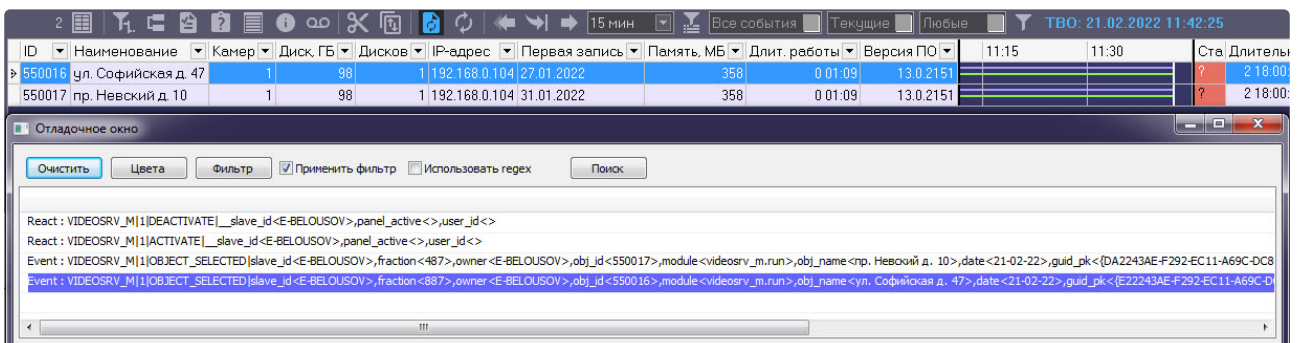 2 15 мин Все события Текущие Любые ТВО: 21.02.2022 11:42:25
ID Наименование Камер Диск, ГБ Дисков IP-адрес Первая запись Память, МБ Длит. работы Версия ПО 11:15 11:30 Ста Длительн
550016 ул. Софийская д. 47 1 98 1 192.168.0.104 27.01.2022 358 0 01:09 13.0.2151 ? 2 18:00:
550017 пр. Невский д. 10 1 98 1 192.168.0.104 31.01.2022 358 0 01:09 13.0.2151 ? 2 18:00:
Отладочное окно
Очистить Цвета Фильтр Применить фильтр Использовать regex Поиск
React : VIDEOSRV_M|1|DEACTIVATE|__slave_id<E-BELOUSOV>,panel_active<>,user_id<>
React : VIDEOSRV_M|1|ACTIVATE|__slave_id<E-BELOUSOV>,panel_active<>,user_id<>
Event : VIDEOSRV_M|1|OBJECT_SELECTED|slave_id<E-BELOUSOV>,fraction<487>,owner<E-BELOUSOV>,obj_id<550017>,module<videosrv_m.run>,obj_name<пр. Невский д. 10>,date<21-02-22>,guid_pk<{DA2243AE-F292-EC11-A69C-DC8
Event : VIDEOSRV_M|1|OBJECT_SELECTED|slave_id<E-BELOUSOV>,fraction<887>,owner<E-BELOUSOV>,obj_id<550016>,module<videosrv_m.run>,obj_name<ул. Софийская д. 47>,date<21-02-22>,guid_pk<{E22243AE-F292-EC11-A69C-D